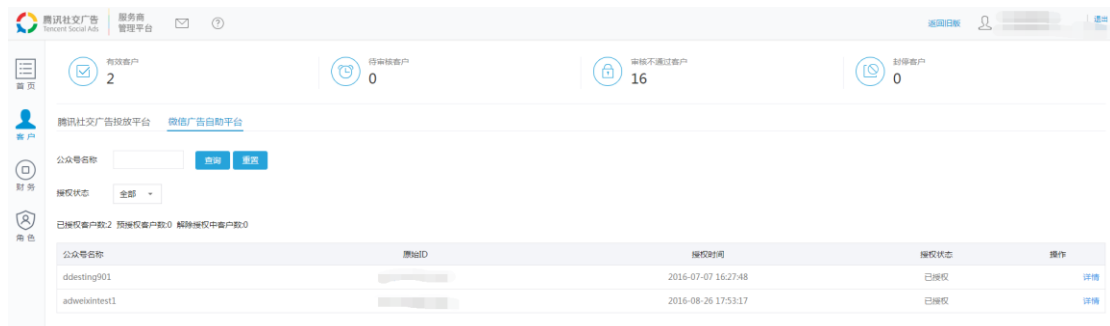 腾讯社交广告 服务商
Tencent Social Ads 管理平台
返回旧版 退出
首页
有效客户
2
待审核客户
0
审核不通过客户
16
封停客户
0
客户
腾讯社交广告投放平台 微信广告自助平台
财务
公众号名称 查询 重置
授权状态 全部
角色
已授权客户数:2 预授权客户数:0 解除授权中客户数:0
公众号名称 原始ID 授权时间 授权状态 操作
ddesting901 2016-07-07 16:27:48 已授权 详情
adweixintest1 2016-08-26 17:53:17 已授权 详情